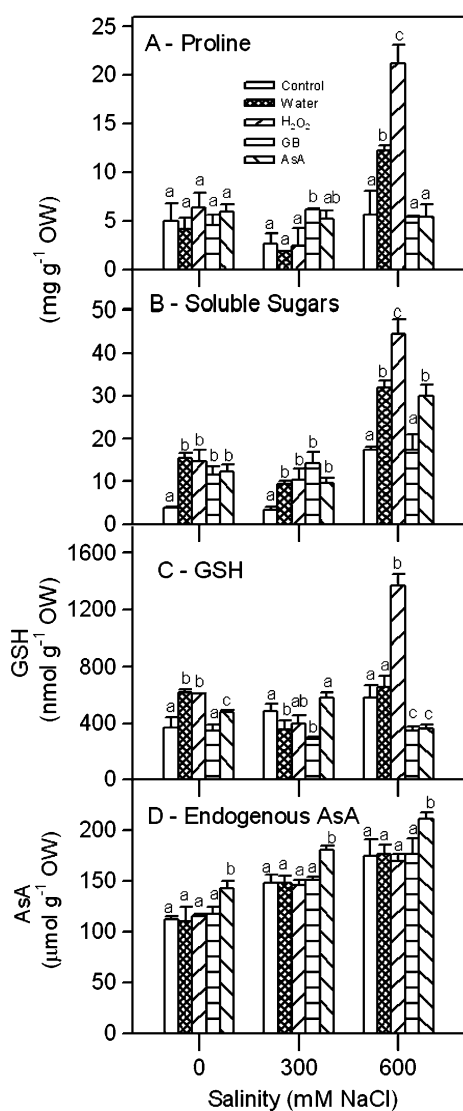 A - Proline
Control
Water
H₂O₂
GB
AsA
25
20
15
10
5
0
(mg g⁻¹ OW)
a a a a a
a a a b ab
a b c a a
B - Soluble Sugars
50
40
30
20
10
0
a b b b b
a b b b b
a b c a b
C - GSH
1600
1200
800
400
0
GSH
(nmol g⁻¹ OW)
a b b a c
a b ab b a
a a b c c
D - Endogenous AsA
200
150
100
50
0
AsA
(μmol g⁻¹ OW)
a a a a b
a a a a b
a a a a b
0 300 600
Salinity (mM NaCl)